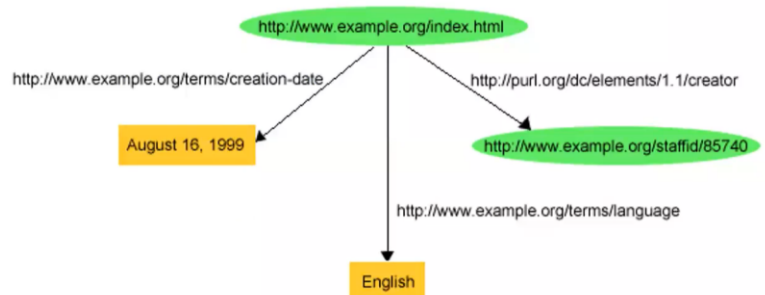 http://www.example.org/index.html
http://www.example.org/terms/creation-date
http://purl.org/dc/elements/1.1/creator
August 16, 1999
http://www.example.org/staffid/85740
http://www.example.org/terms/language
English